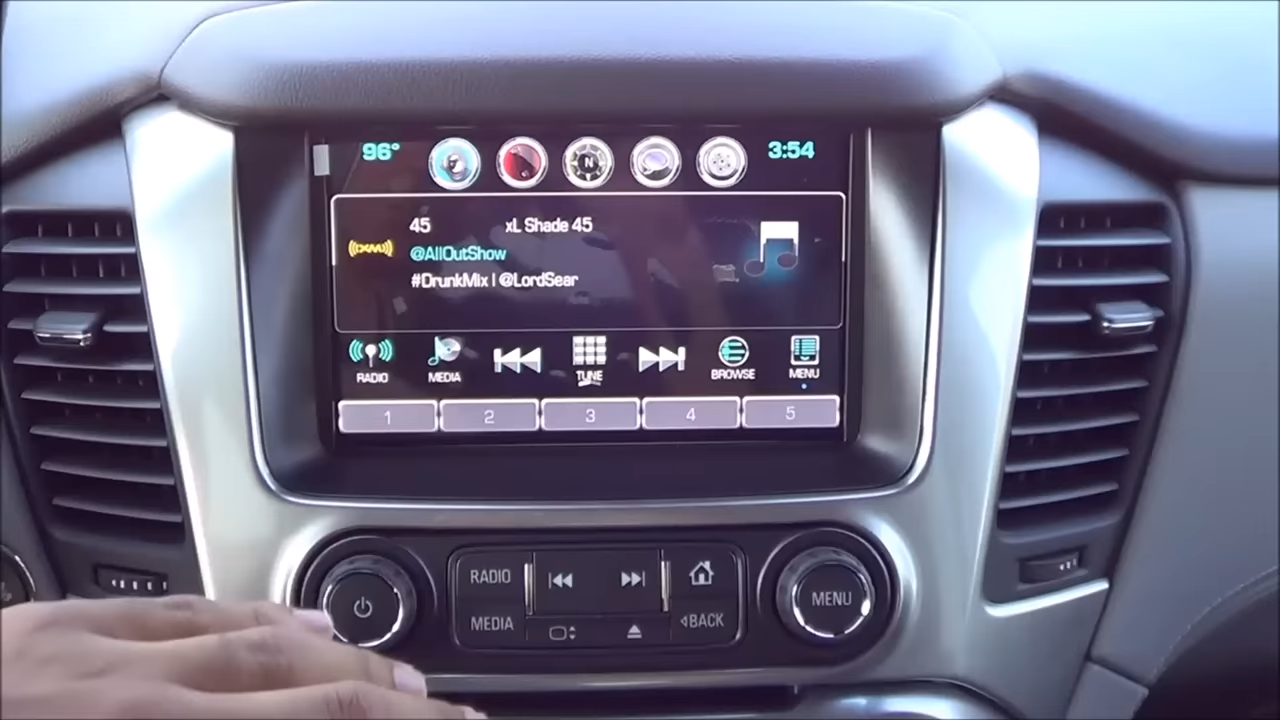 96° N 3:54
45 xL Shade 45
((XM))
@AllOutShow
#DrunkMix | @LordSear
RADIO MEDIA TUNE BROWSE MENU
1 2 3 4 5
RADIO
MEDIA ◁BACK
MENU